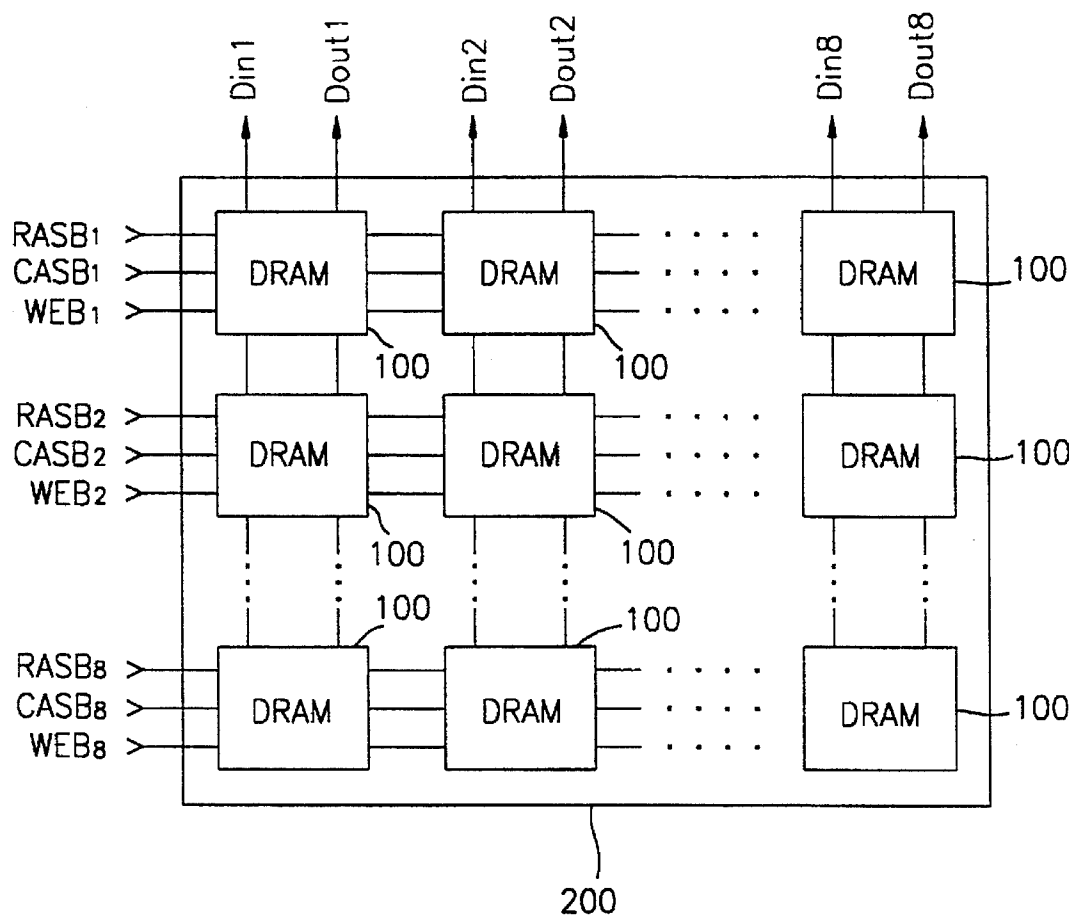 Din1 Dout1 Din2 Dout2 Din8 Dout8
RASB1
CASB1 DRAM DRAM DRAM 100
WEB1
100 100
RASB2
CASB2 DRAM DRAM DRAM 100
WEB2
100 100
100 100
RASB8
CASB8 DRAM DRAM DRAM 100
WEB8
200